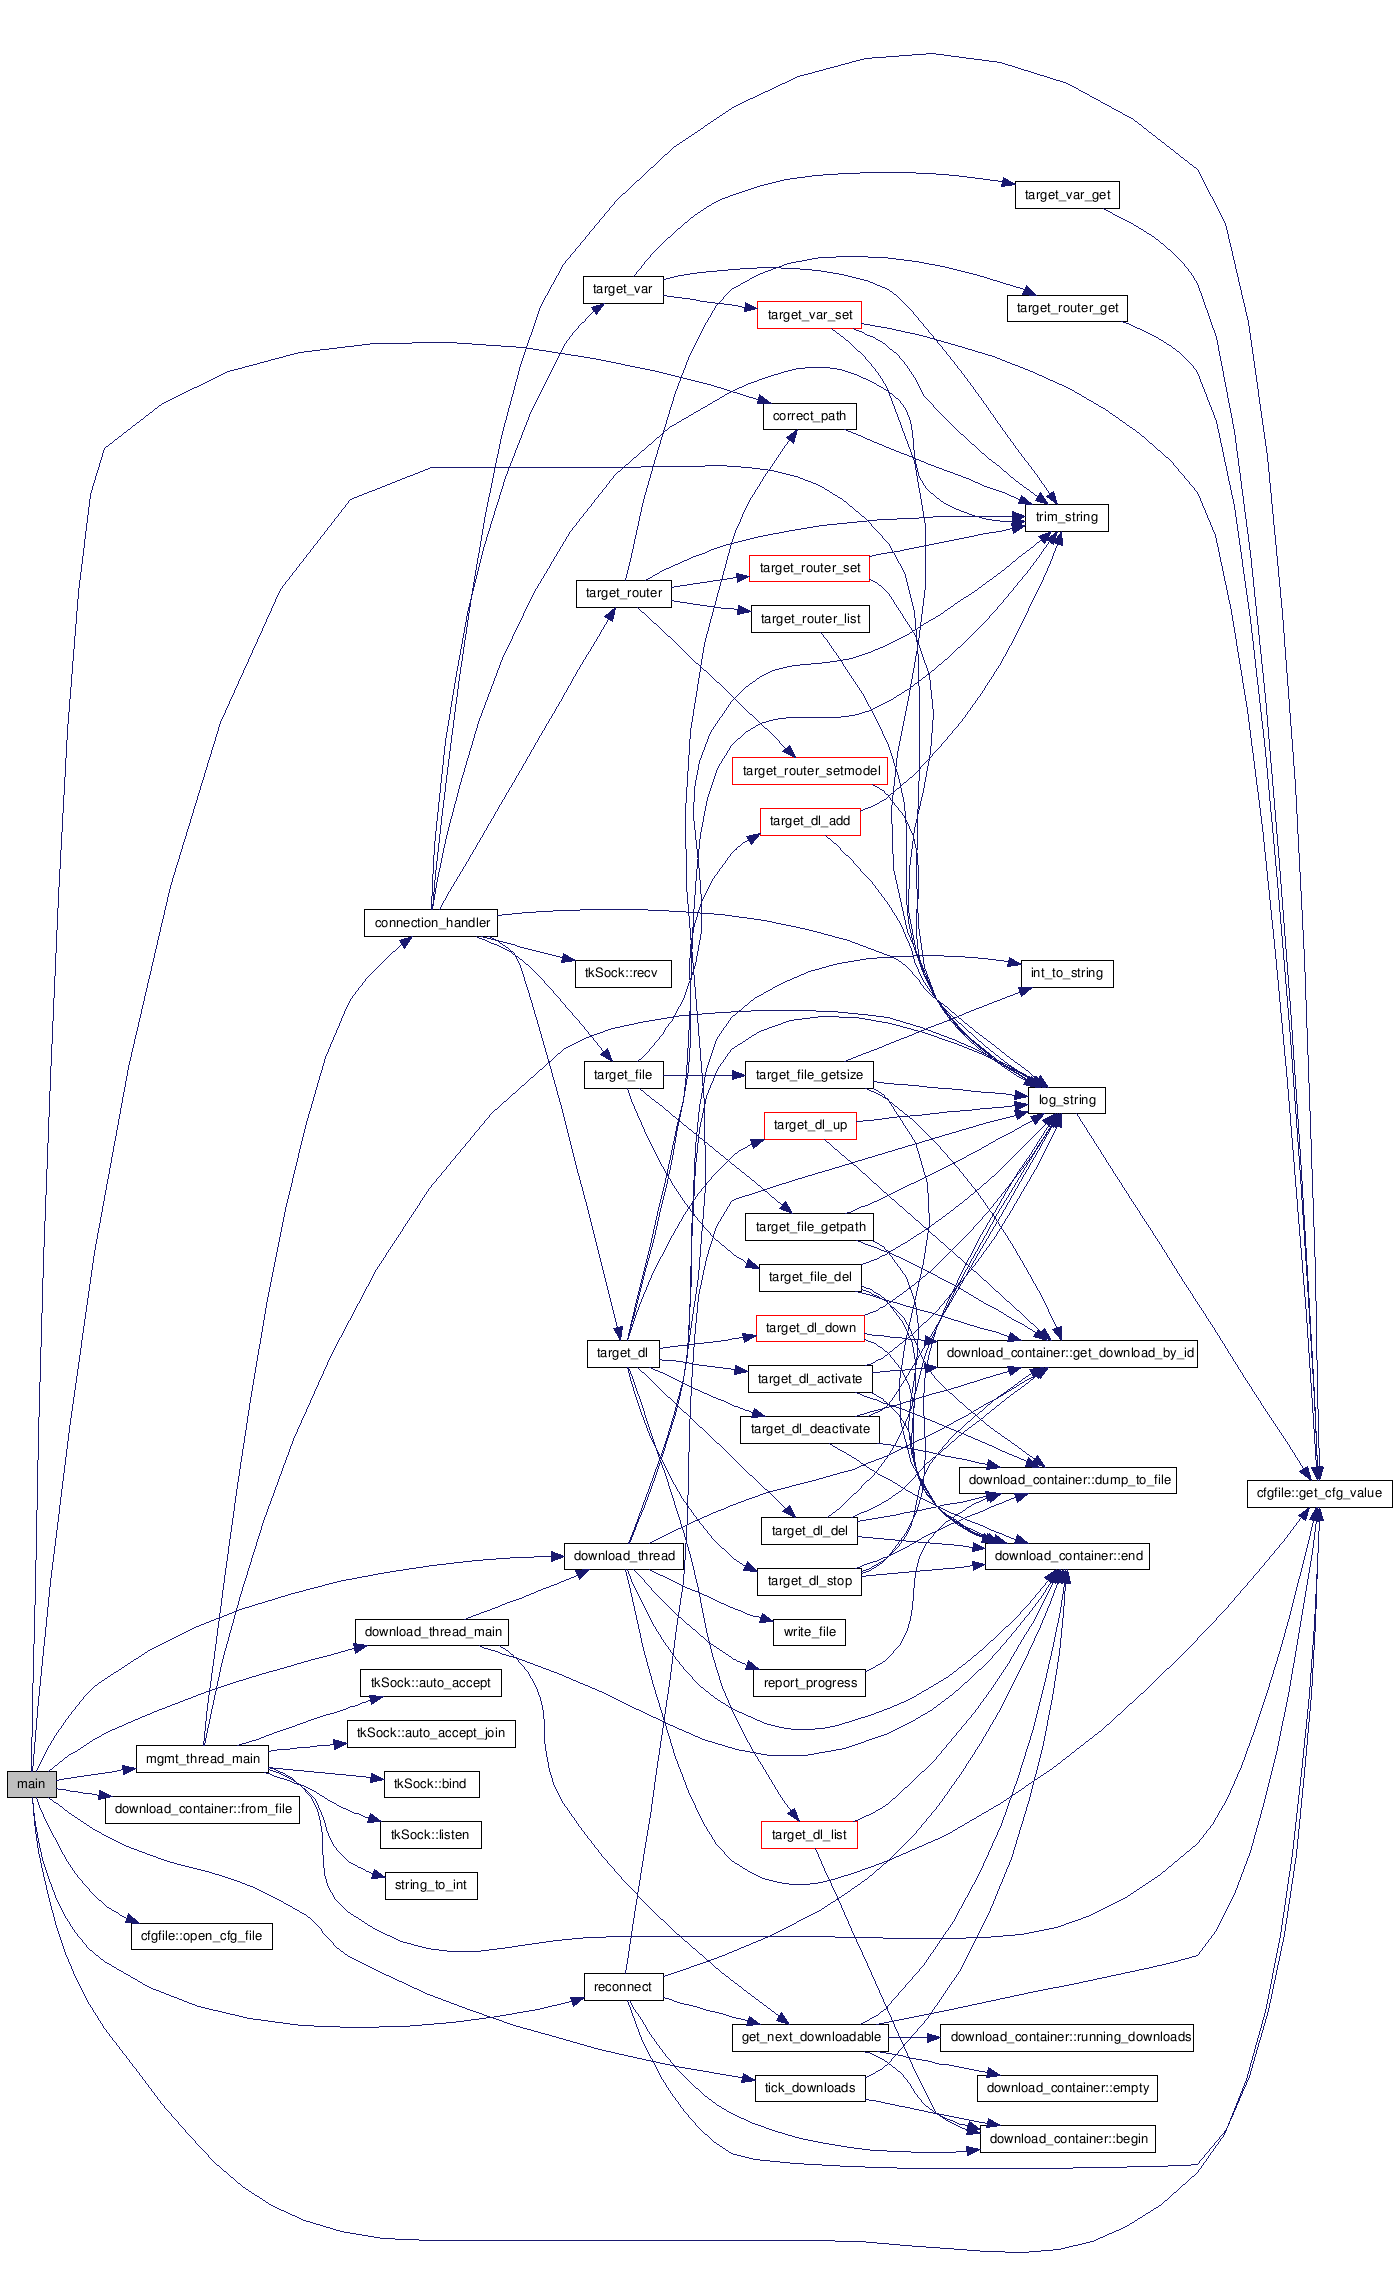 target_var_get
target_var
target_var_set
target_router_get
correct_path
trim_string
target_router_set
target_router
target_router_list
target_router_setmodel
target_dl_add
connection_handler
tkSock::recv
int_to_string
target_file
target_file_getsize
log_string
target_dl_up
target_file_getpath
target_file_del
target_dl_down
target_dl
download_container::get_download_by_id
target_dl_activate
target_dl_deactivate
download_container::dump_to_file
cfgfile::get_cfg_value
target_dl_del
download_thread
download_container::end
target_dl_stop
download_thread_main
write_file
tkSock::auto_accept
report_progress
tkSock::auto_accept_join
mgmt_thread_main
main
tkSock::bind
download_container::from_file
tkSock::listen
target_dl_list
string_to_int
cfgfile::open_cfg_file
reconnect
get_next_downloadable
download_container::running_downloads
tick_downloads
download_container::empty
download_container::begin